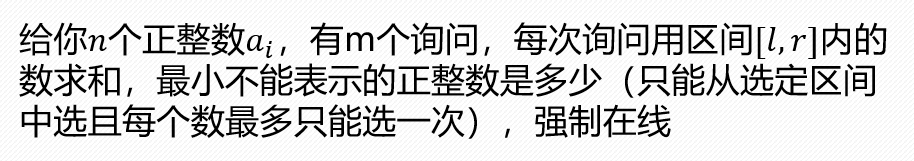 给你n个正整数aᵢ，有m个询问，每次询问用区间[l,r]内的
数求和，最小不能表示的正整数是多少（只能从选定区间
中选且每个数最多只能选一次），强制在线